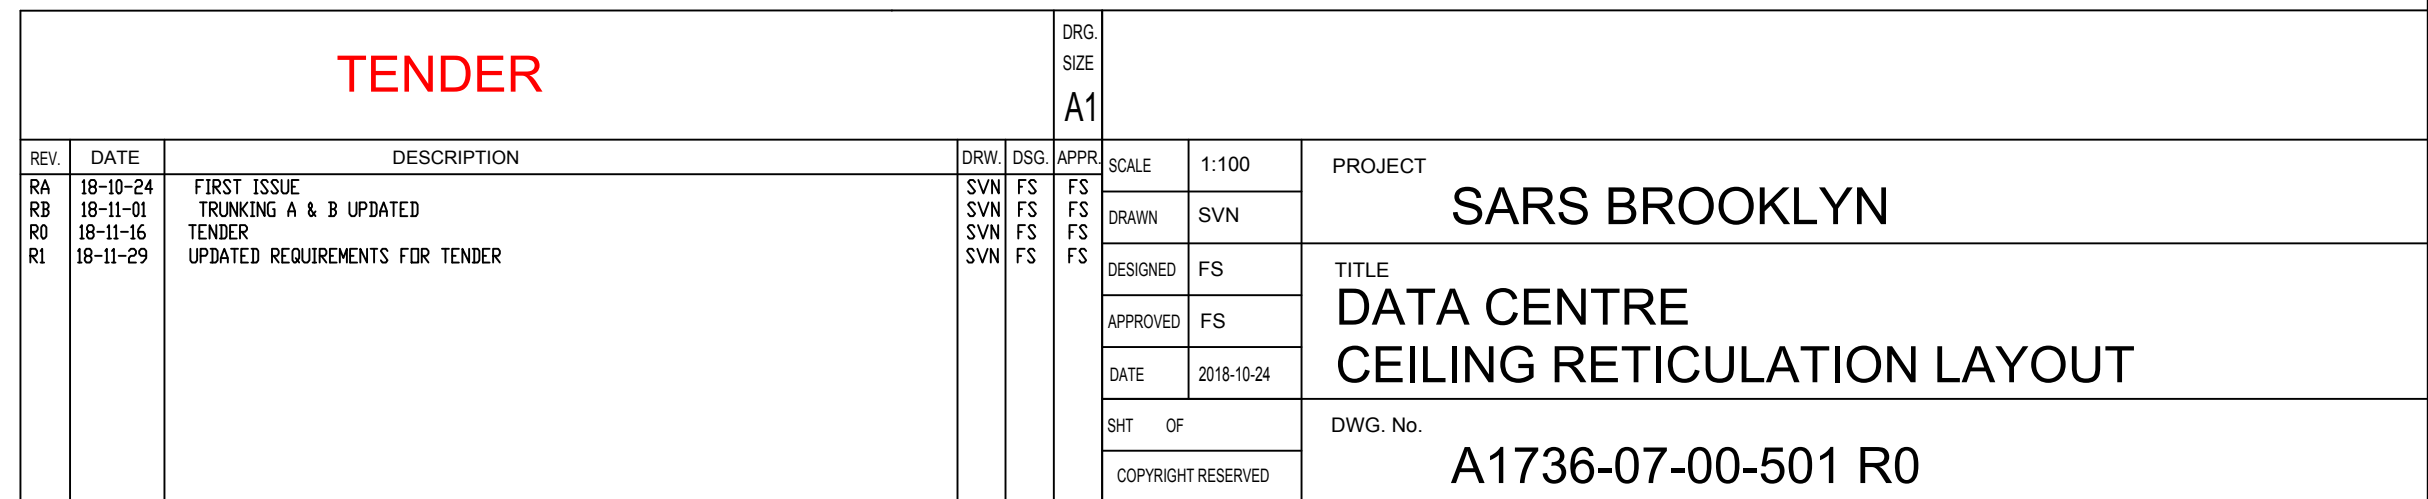 TENDER
DRG.
SIZE
A1
REV. DATE DESCRIPTION DRW. DSG. APPR.
RA 18-10-24 FIRST ISSUE SVN FS FS
RB 18-11-01 TRUNKING A & B UPDATED SVN FS FS
R0 18-11-16 TENDER SVN FS FS
R1 18-11-29 UPDATED REQUIREMENTS FOR TENDER SVN FS FS
SCALE 1:100
DRAWN SVN
DESIGNED FS
APPROVED FS
DATE 2018-10-24
SHT OF
COPYRIGHT RESERVED
PROJECT
SARS BROOKLYN
TITLE
DATA CENTRE
CEILING RETICULATION LAYOUT
DWG. No.
A1736-07-00-501 R0